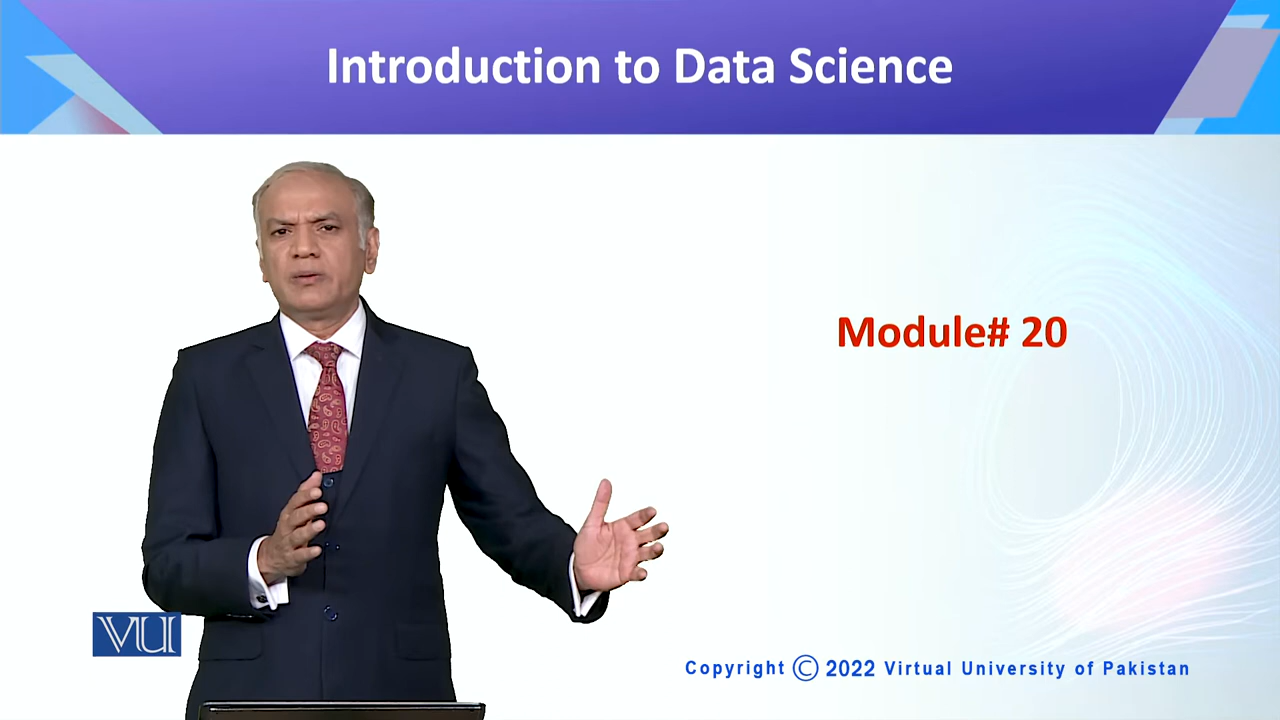 Introduction to Data Science
Module# 20
VU
Copyright © 2022 Virtual University of Pakistan